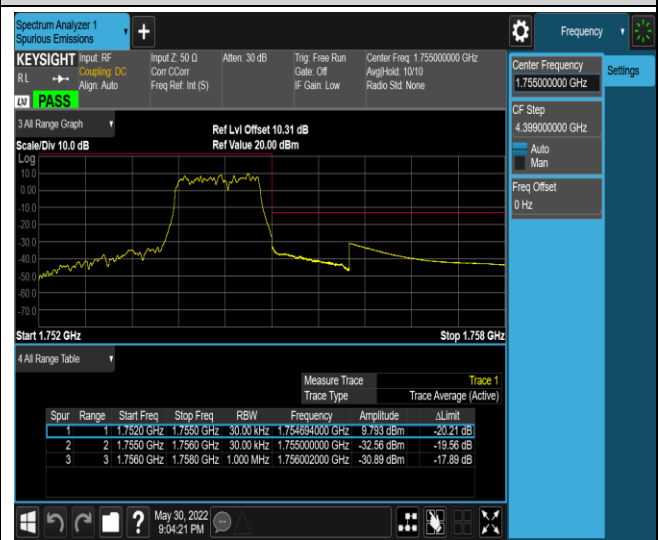 Spectrum Analyzer 1
Spurious Emissions
+
Frequency
KEYSIGHT Input: RF Input Z: 50 Ω Atten: 30 dB Trig: Free Run Center Freq: 1.755000000 GHz
RL Coupling: DC Corr CCorr Gate: Off Avg|Hold: 10/10
Align: Auto Freq Ref: Int (S) IF Gain: Low Radio Std: None
LXI PASS
Center Frequency
1.755000000 GHz
Settings
CF Step
4.399000000 GHz
Auto
Man
Freq Offset
0 Hz
3 All Range Graph
Ref Lvl Offset 10.31 dB
Scale/Div 10.0 dB Ref Value 20.00 dBm
Log
10.0
0.00
-10.0
-20.0
-30.0
-40.0
-50.0
-60.0
-70.0
Start 1.752 GHz Stop 1.758 GHz
4 All Range Table
Measure Trace Trace 1
Trace Type Trace Average (Active)
Spur Range Start Freq Stop Freq RBW Frequency Amplitude ΔLimit
1 1 1.7520 GHz 1.7550 GHz 30.00 kHz 1.754694000 GHz 9.793 dBm -20.21 dB
2 2 1.7550 GHz 1.7560 GHz 30.00 kHz 1.755000000 GHz -32.56 dBm -19.56 dB
3 3 1.7560 GHz 1.7580 GHz 1.000 MHz 1.756002000 GHz -30.89 dBm -17.89 dB
? May 30, 2022
9:04:21 PM